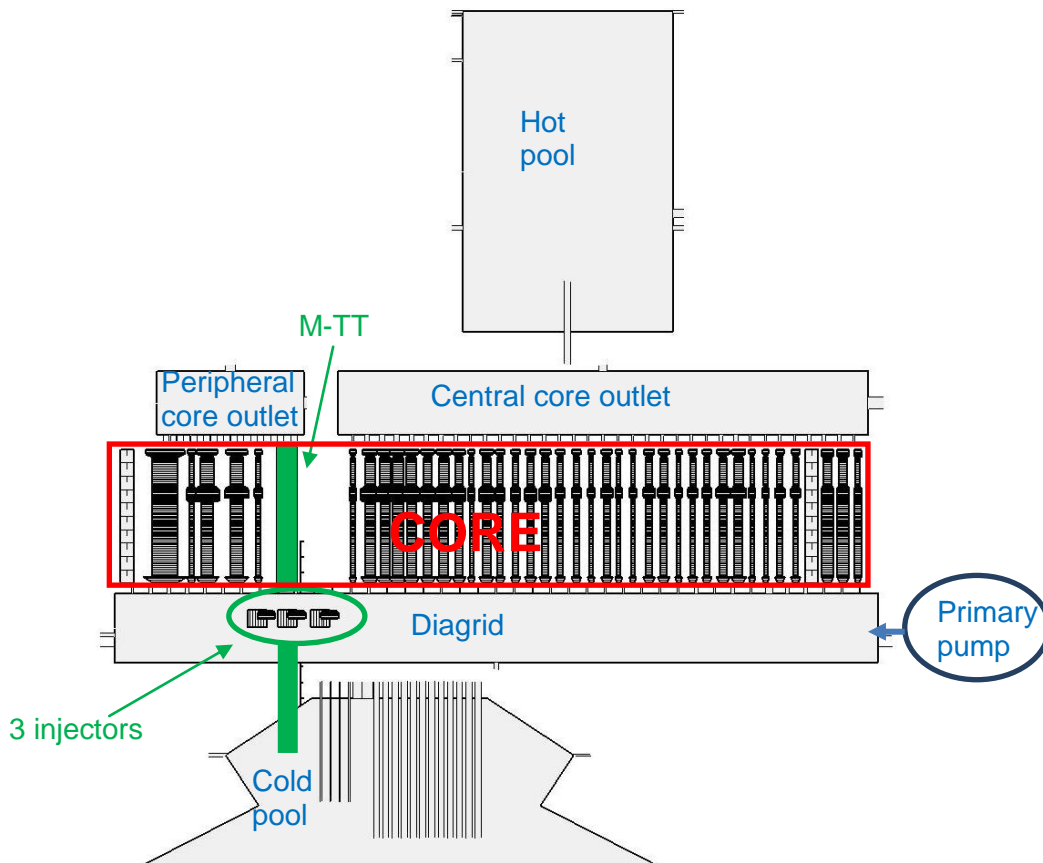 Hot
pool
M-TT
Peripheral
core outlet
Central core outlet
CORE
Diagrid
Primary
pump
3 injectors
Cold
pool